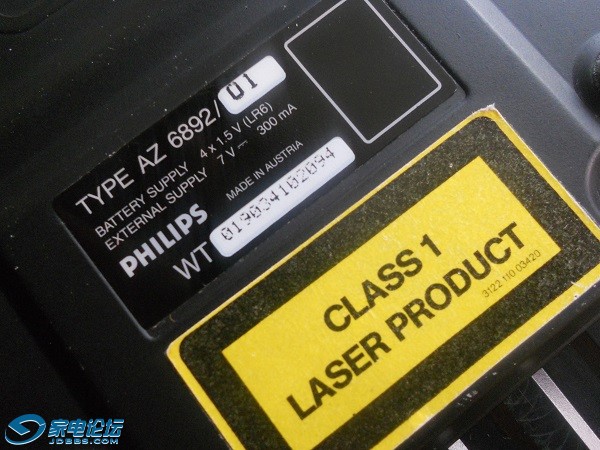 TYPE AZ 6892/01
BATTERY SUPPLY 4 x 1.5 V (LR6)
EXTERNAL SUPPLY 7 V ⎓ 300 mA
PHILIPS MADE IN AUSTRIA
WT 019034102094
CLASS 1
LASER PRODUCT
3122 110 03420
家电论坛
JDBBS.COM